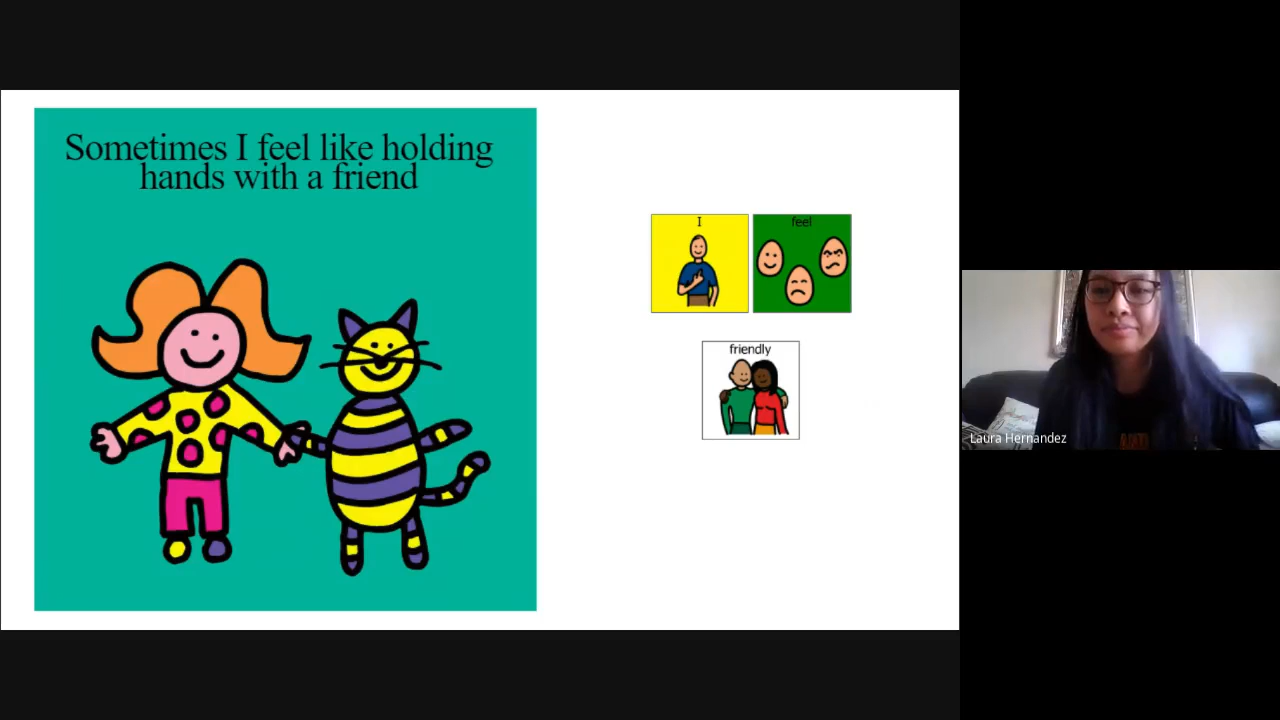 Sometimes I feel like holding
hands with a friend
I
feel
friendly
Laura Hernandez